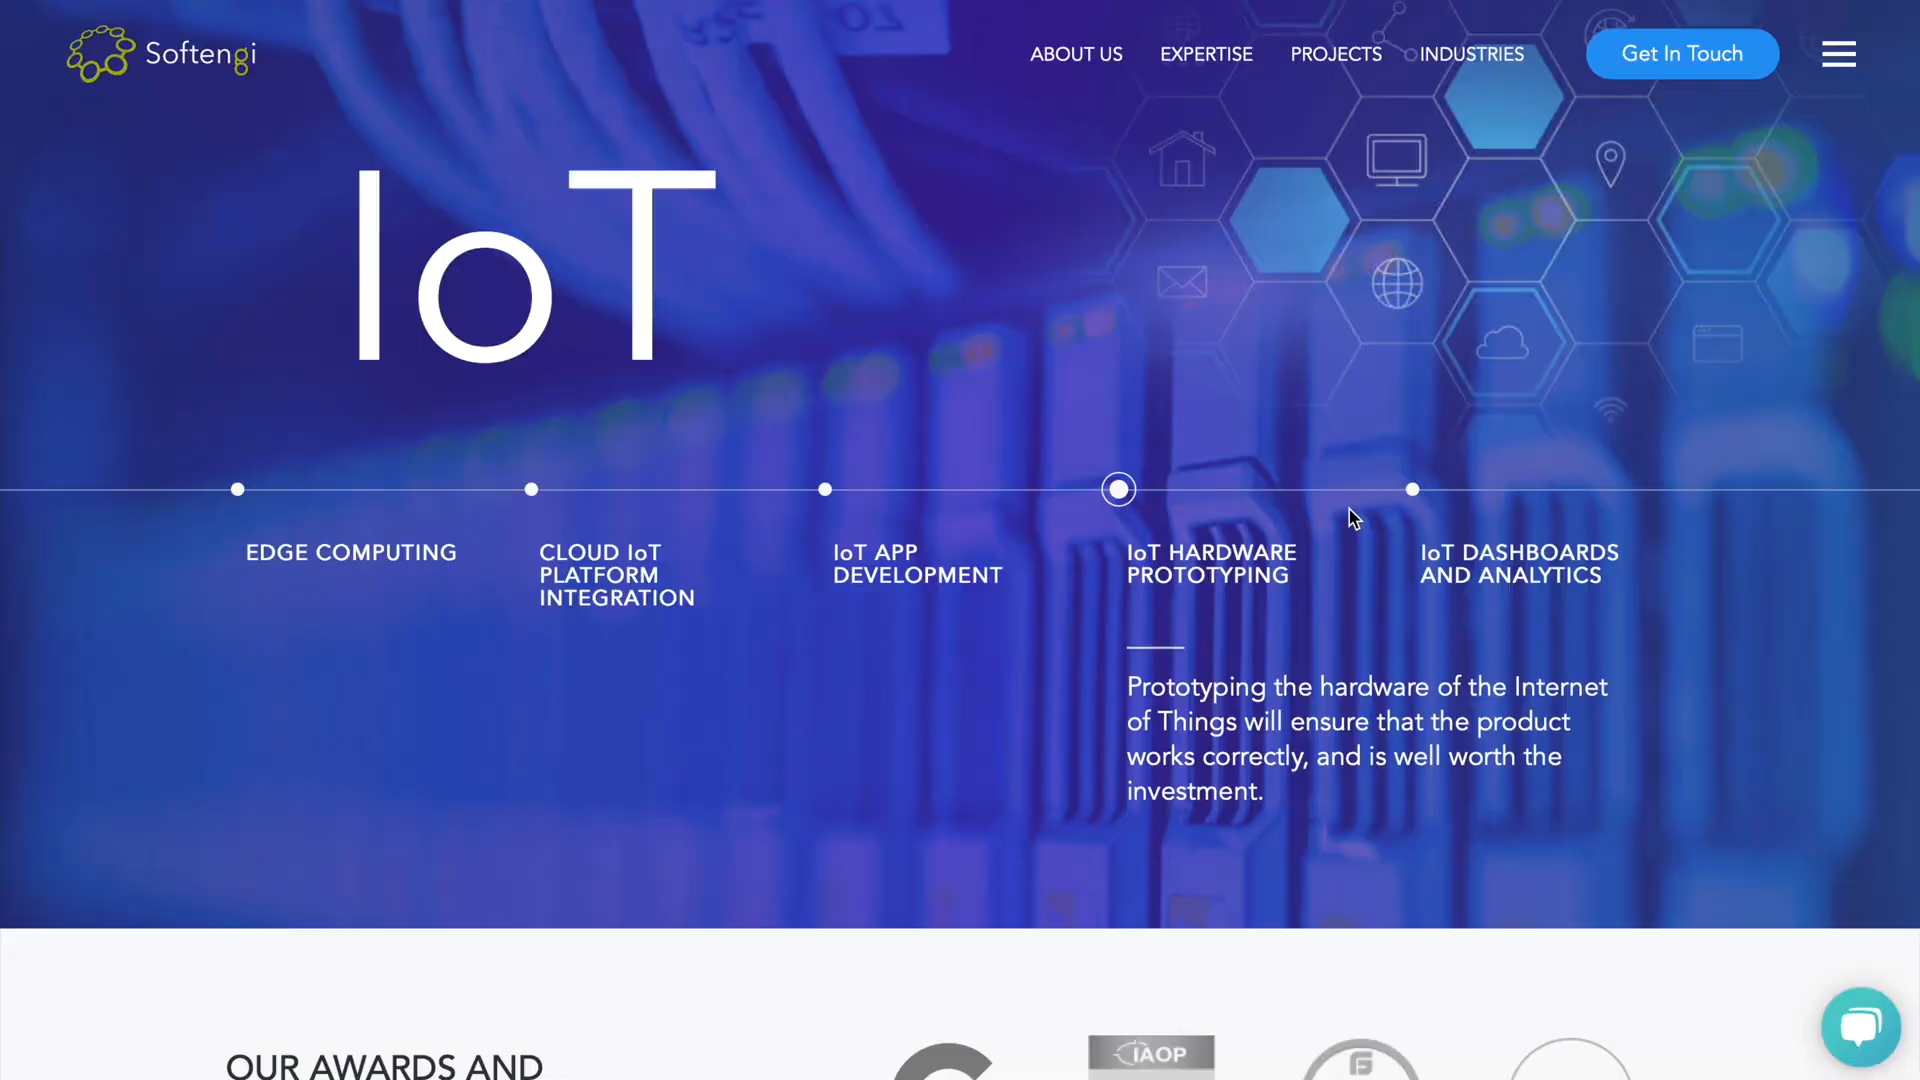 Softengi
ABOUT US EXPERTISE PROJECTS INDUSTRIES Get In Touch
IoT
EDGE COMPUTING
CLOUD IoT
PLATFORM
INTEGRATION
IoT APP
DEVELOPMENT
IoT HARDWARE
PROTOTYPING
IoT DASHBOARDS
AND ANALYTICS
Prototyping the hardware of the Internet
of Things will ensure that the product
works correctly, and is well worth the
investment.
OUR AWARDS AND
IAOP